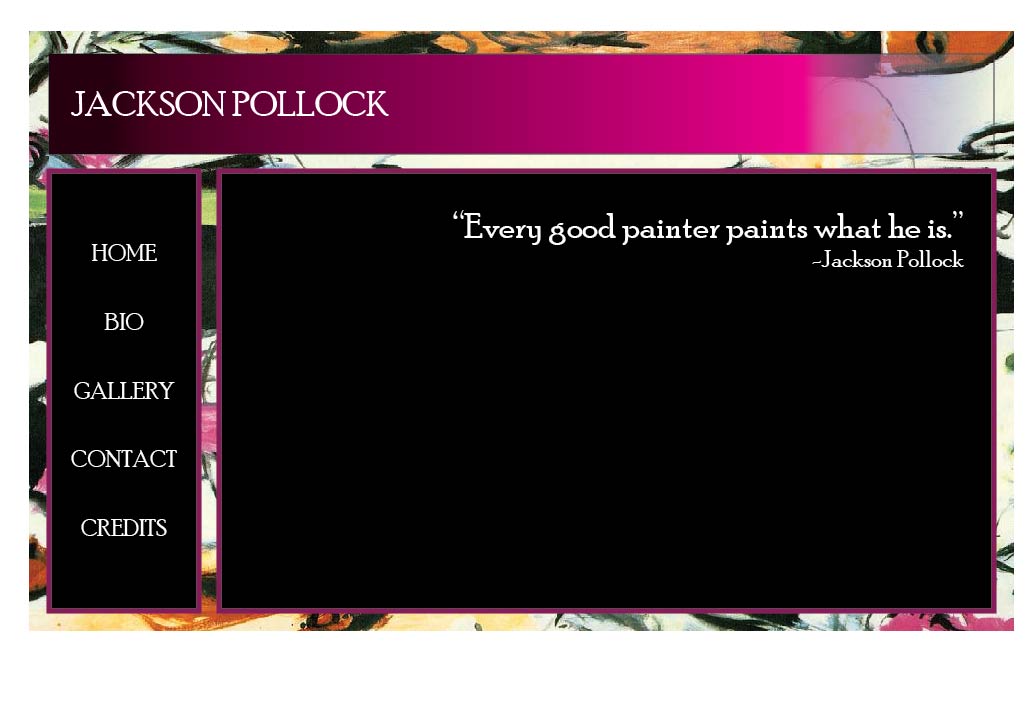 JACKSON POLLOCK
HOME
BIO
GALLERY
CONTACT
CREDITS
“Every good painter paints what he is.”
~Jackson Pollock